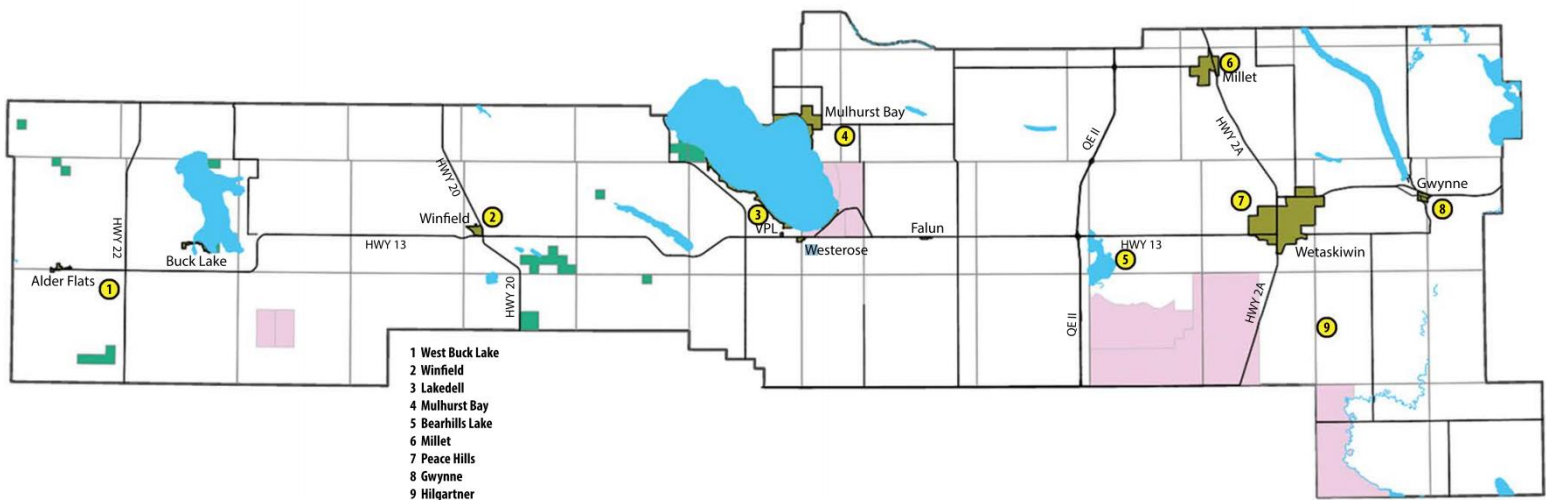 6
Millet
Mulhurst Bay
4
QE II
HWY 2A
HWY 20
Gwynne
8
7
3
VPL
Winfield
2
HWY 22
HWY 13
Falun
Westerose
HWY 13
5
Wetaskiwin
Buck Lake
Alder Flats
1
HWY 20
QE II
HWY 2A
9
1 West Buck Lake
2 Winfield
3 Lakedell
4 Mulhurst Bay
5 Bearhills Lake
6 Millet
7 Peace Hills
8 Gwynne
9 Hilgartner